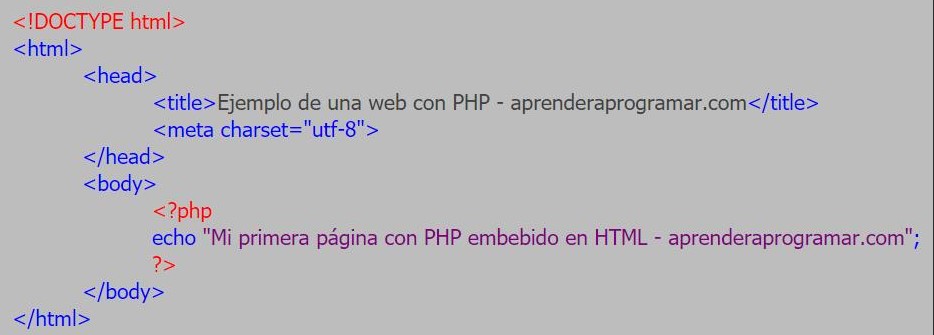 <!DOCTYPE html>
<html>
<head>
<title>Ejemplo de una web con PHP - aprenderaprogramar.com</title>
<meta charset="utf-8">
</head>
<body>
<?php
echo "Mi primera página con PHP embebido en HTML - aprenderaprogramar.com";
?>
</body>
</html>